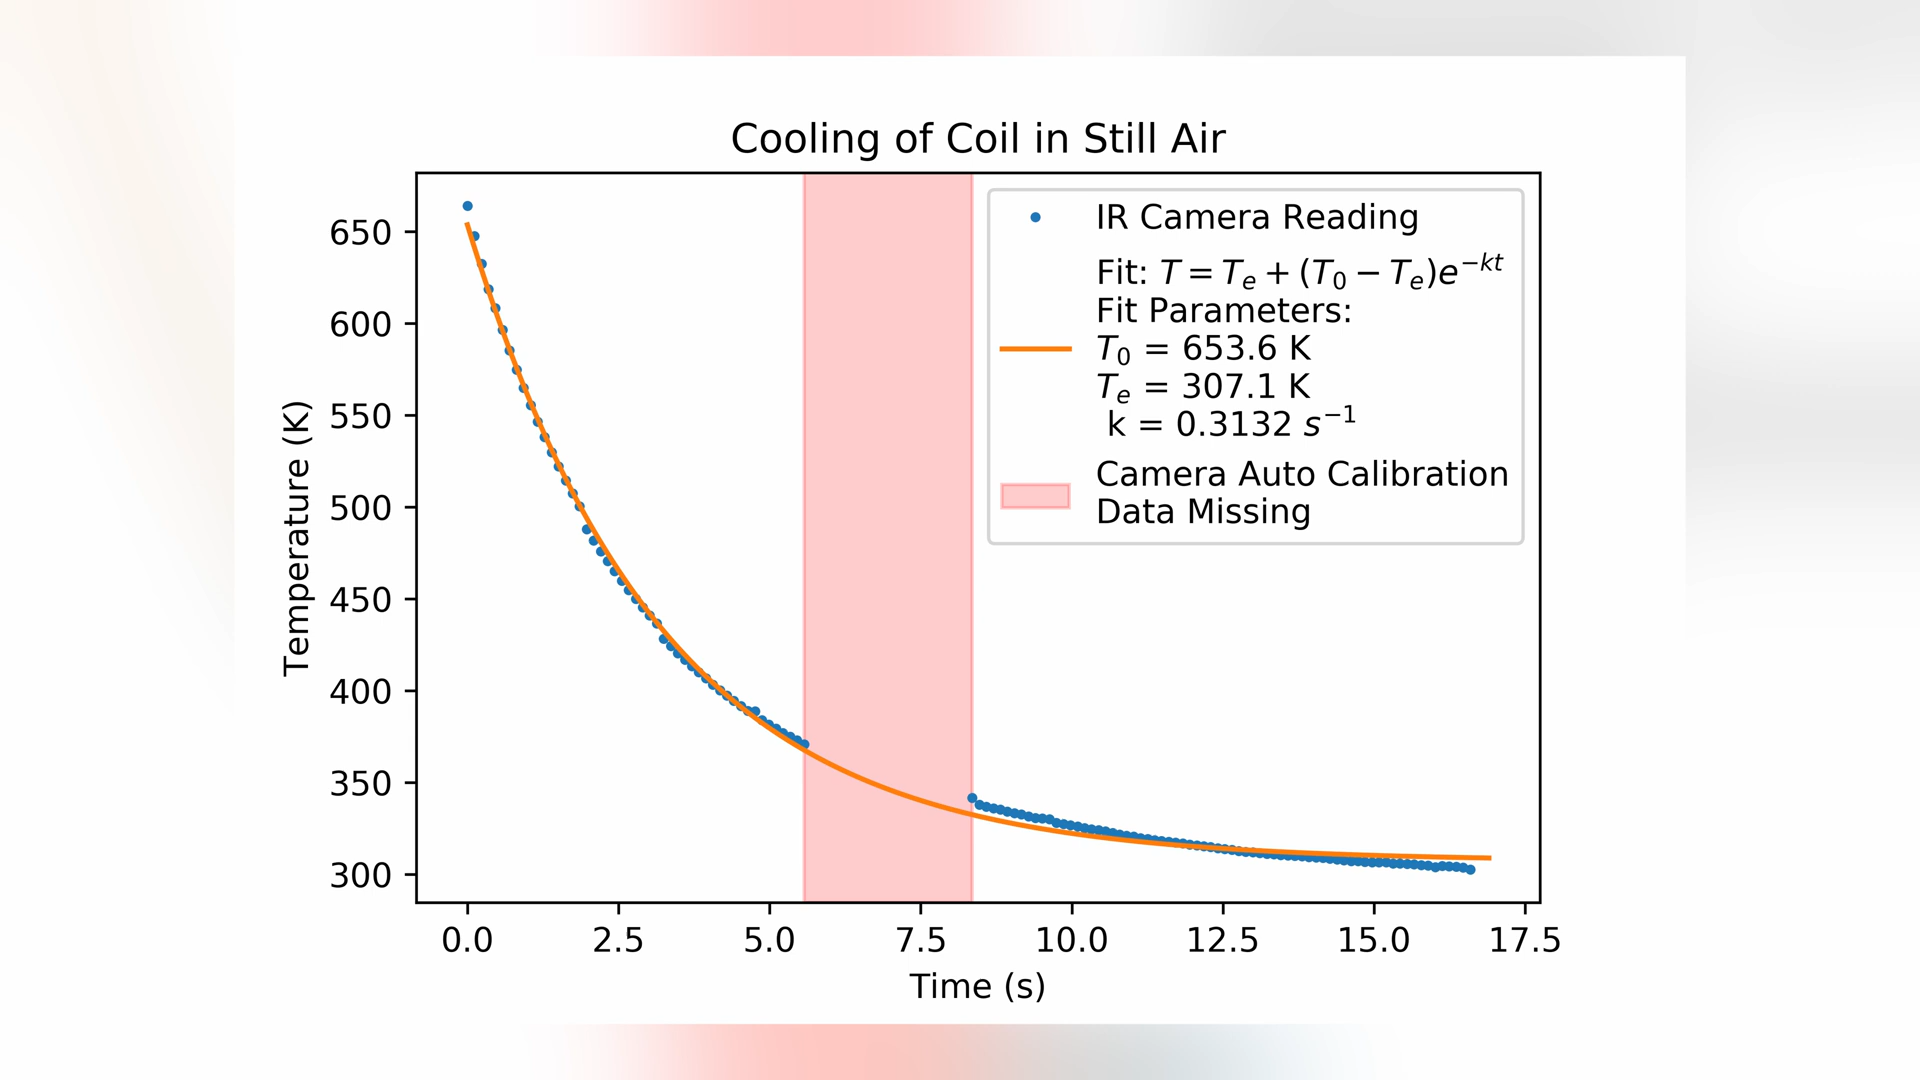 Cooling of Coil in Still Air
Temperature (K)
650
600
550
500
450
400
350
300
IR Camera Reading
Fit: T = Tₑ + (T₀ − Tₑ)e⁻ᵏᵗ
Fit Parameters:
T₀ = 653.6 K
Tₑ = 307.1 K
k = 0.3132 s⁻¹
Camera Auto Calibration
Data Missing
0.0 2.5 5.0 7.5 10.0 12.5 15.0 17.5
Time (s)